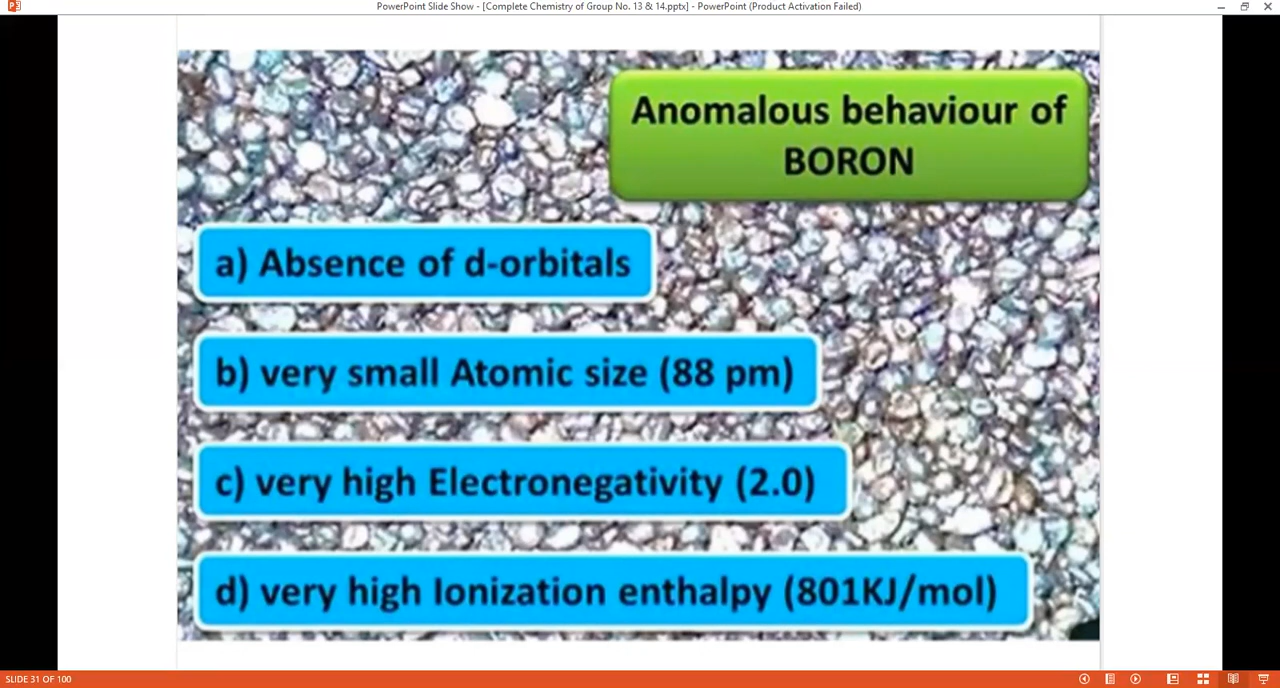 PowerPoint Slide Show - [Complete Chemistry of Group No. 13 & 14.pptx] - PowerPoint (Product Activation Failed)
Anomalous behaviour of
BORON
a) Absence of d-orbitals
b) very small Atomic size (88 pm)
c) very high Electronegativity (2.0)
d) very high Ionization enthalpy (801KJ/mol)
SLIDE 31 OF 100